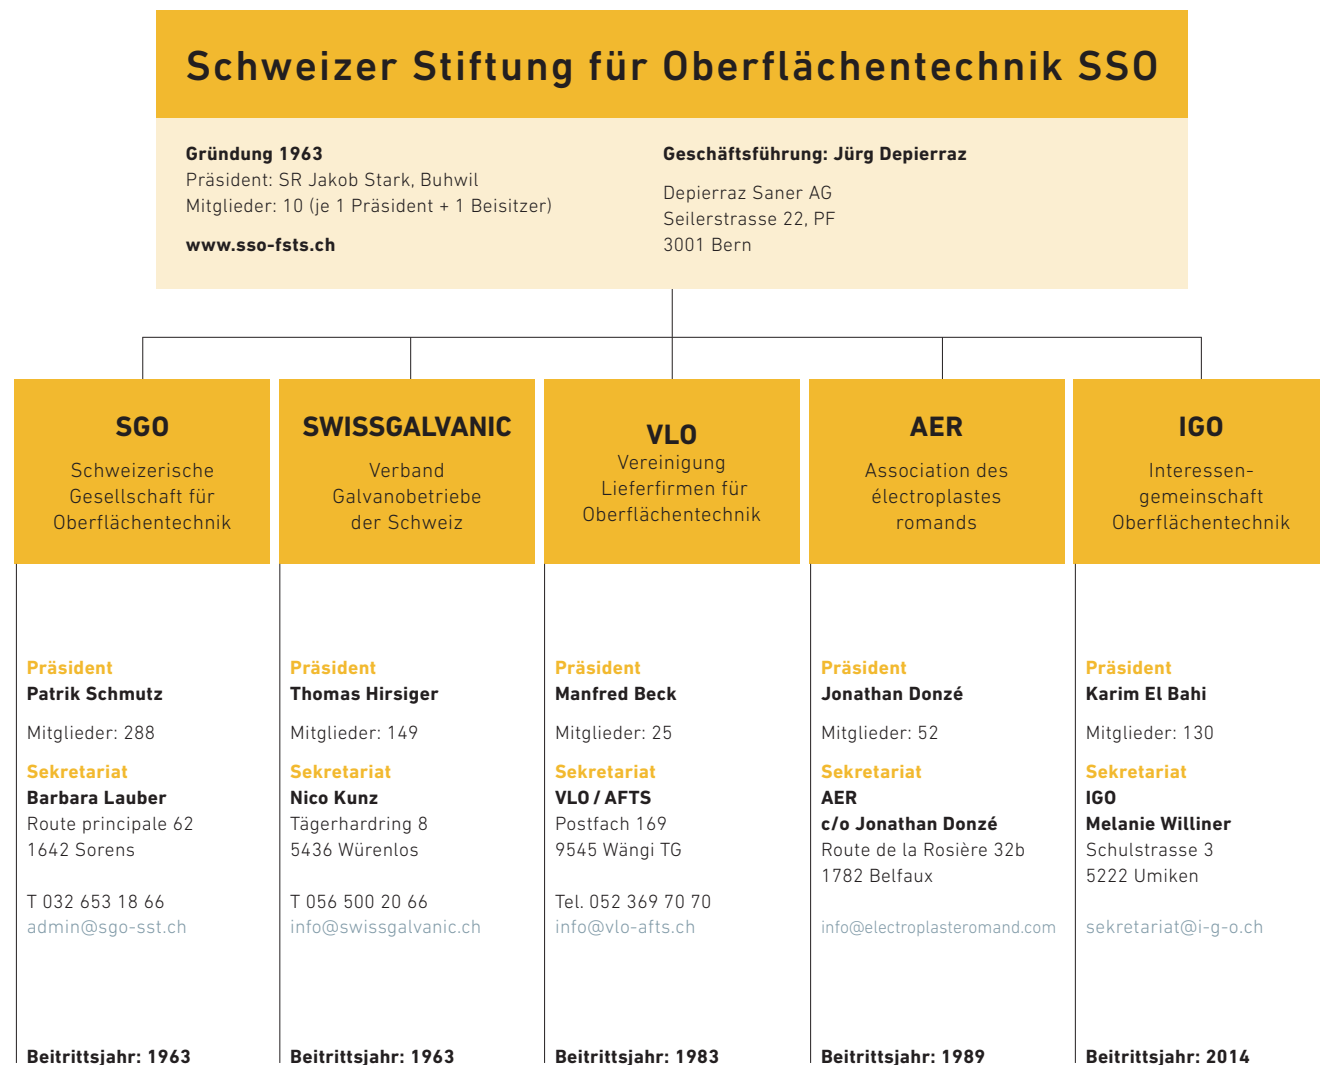 Schweizer Stiftung für Oberflächentechnik SSO
Gründung 1963
Präsident: SR Jakob Stark, Buhwil
Mitglieder: 10 (je 1 Präsident + 1 Beisitzer)
www.sso-fsts.ch
Geschäftsführung: Jürg Depierraz
Depierraz Saner AG
Seilerstrasse 22, PF
3001 Bern
SGO
Schweizerische
Gesellschaft für
Oberflächentechnik
Präsident
Patrik Schmutz
Mitglieder: 288
Sekretariat
Barbara Lauber
Route principale 62
1642 Sorens
T 032 653 18 66
admin@sgo-sst.ch
Beitrittsjahr: 1963
SWISSGALVANIC
Verband
Galvanobetriebe
der Schweiz
Präsident
Thomas Hirsiger
Mitglieder: 149
Sekretariat
Nico Kunz
Tägerhardring 8
5436 Würenlos
T 056 500 20 66
info@swissgalvanic.ch
Beitrittsjahr: 1963
VLO
Vereinigung
Lieferfirmen für
Oberflächentechnik
Präsident
Manfred Beck
Mitglieder: 25
Sekretariat
VLO / AFTS
Postfach 169
9545 Wängi TG
Tel. 052 369 70 70
info@vlo-afts.ch
Beitrittsjahr: 1983
AER
Association des
électroplastes
romands
Präsident
Jonathan Donzé
Mitglieder: 52
Sekretariat
AER
c/o Jonathan Donzé
Route de la Rosière 32b
1782 Belfaux
info@electroplasteromand.com
Beitrittsjahr: 1989
IGO
Interessen-
gemeinschaft
Oberflächentechnik
Präsident
Karim El Bahi
Mitglieder: 130
Sekretariat
IGO
Melanie Williner
Schulstrasse 3
5222 Umiken
sekretariat@i-g-o.ch
Beitrittsjahr: 2014